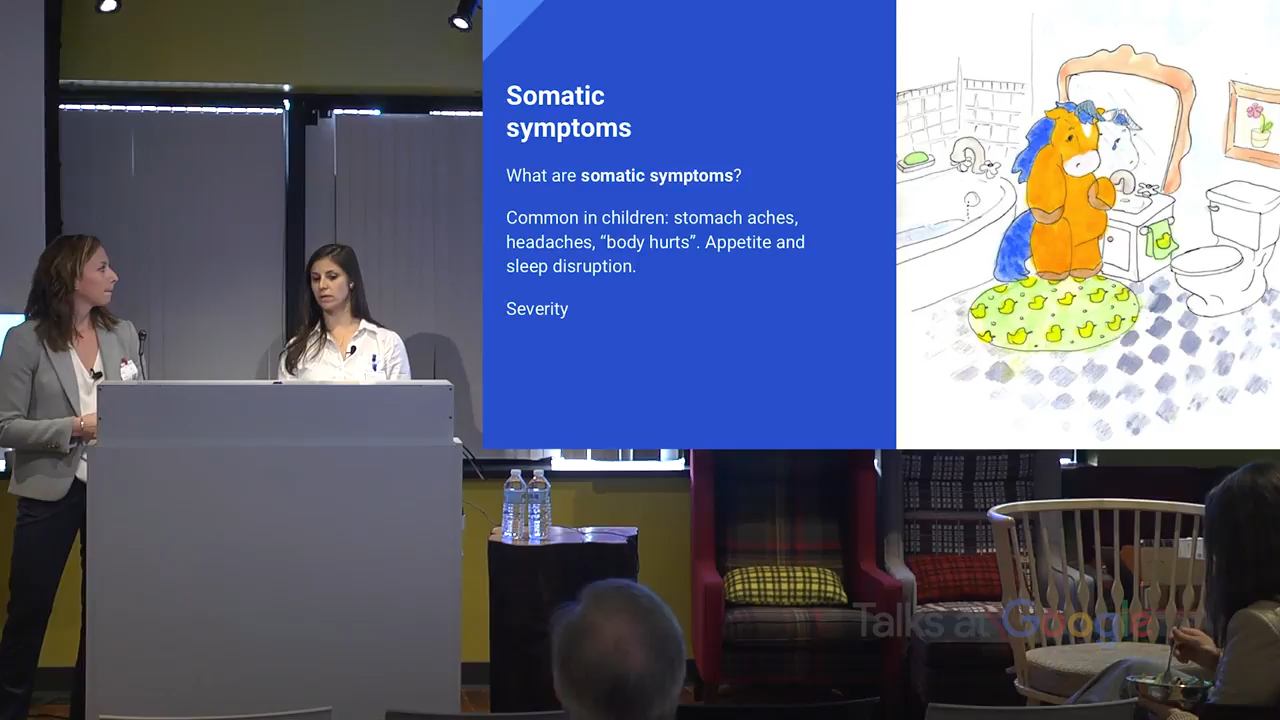 Somatic
symptoms
What are somatic symptoms?
Common in children: stomach aches,
headaches, “body hurts”. Appetite and
sleep disruption.
Severity
Talks at Google